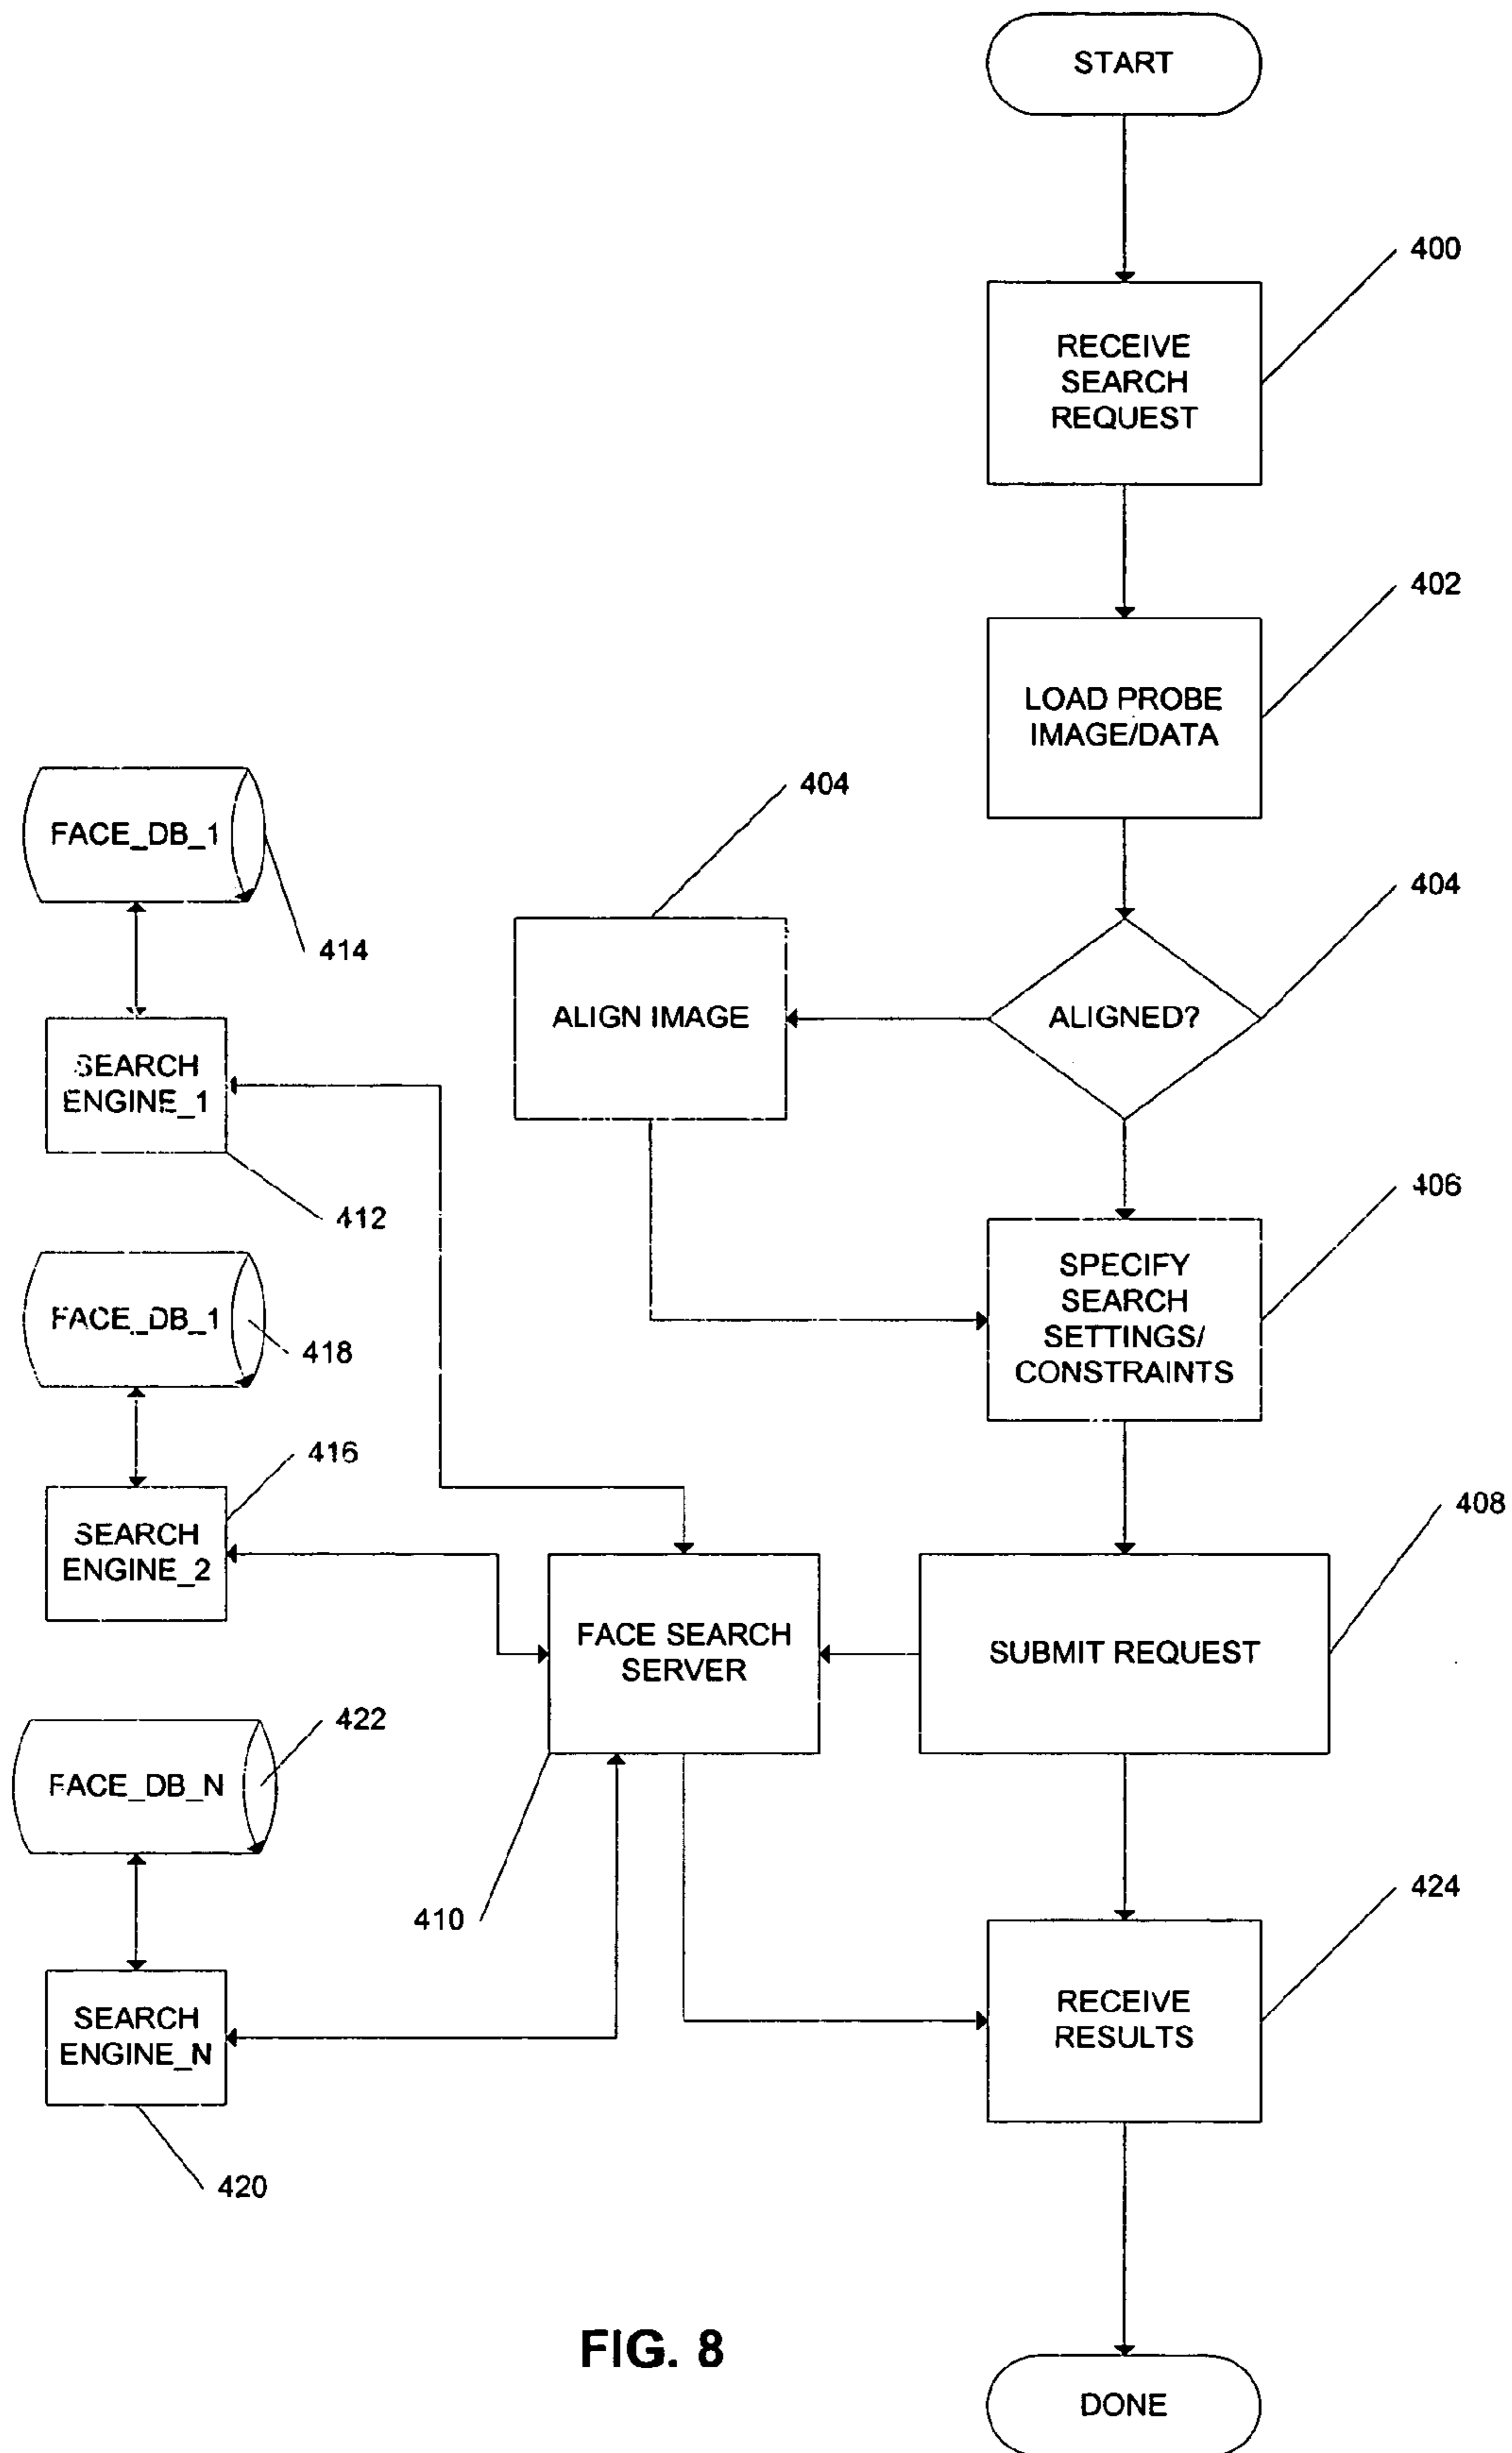 START
400
RECEIVE
SEARCH
REQUEST
402
LOAD PROBE
IMAGE/DATA
404
FACE_DB_1
414
404
ALIGN IMAGE
ALIGNED?
SEARCH
ENGINE_1
412
406
SPECIFY
SEARCH
SETTINGS/
CONSTRAINTS
FACE_DB_1
418
416
SEARCH
ENGINE_2
408
FACE SEARCH
SERVER
SUBMIT REQUEST
422
FACE_DB_N
410
424
SEARCH
ENGINE_N
RECEIVE
RESULTS
420
FIG. 8
DONE